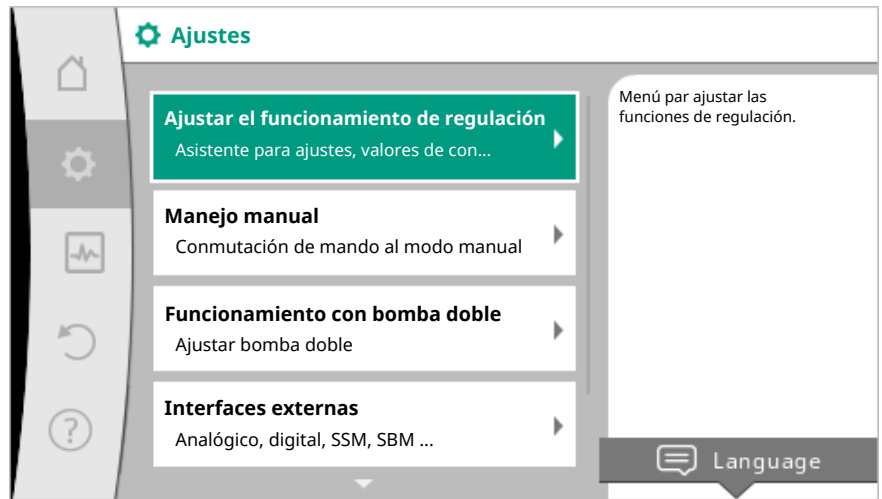 Ajustes
Ajustar el funcionamiento de regulación
Asistente para ajustes, valores de con...
Manejo manual
Conmutación de mando al modo manual
Funcionamiento con bomba doble
Ajustar bomba doble
Interfaces externas
Analógico, digital, SSM, SBM ...
Menú par ajustar las
funciones de regulación.
?
Language